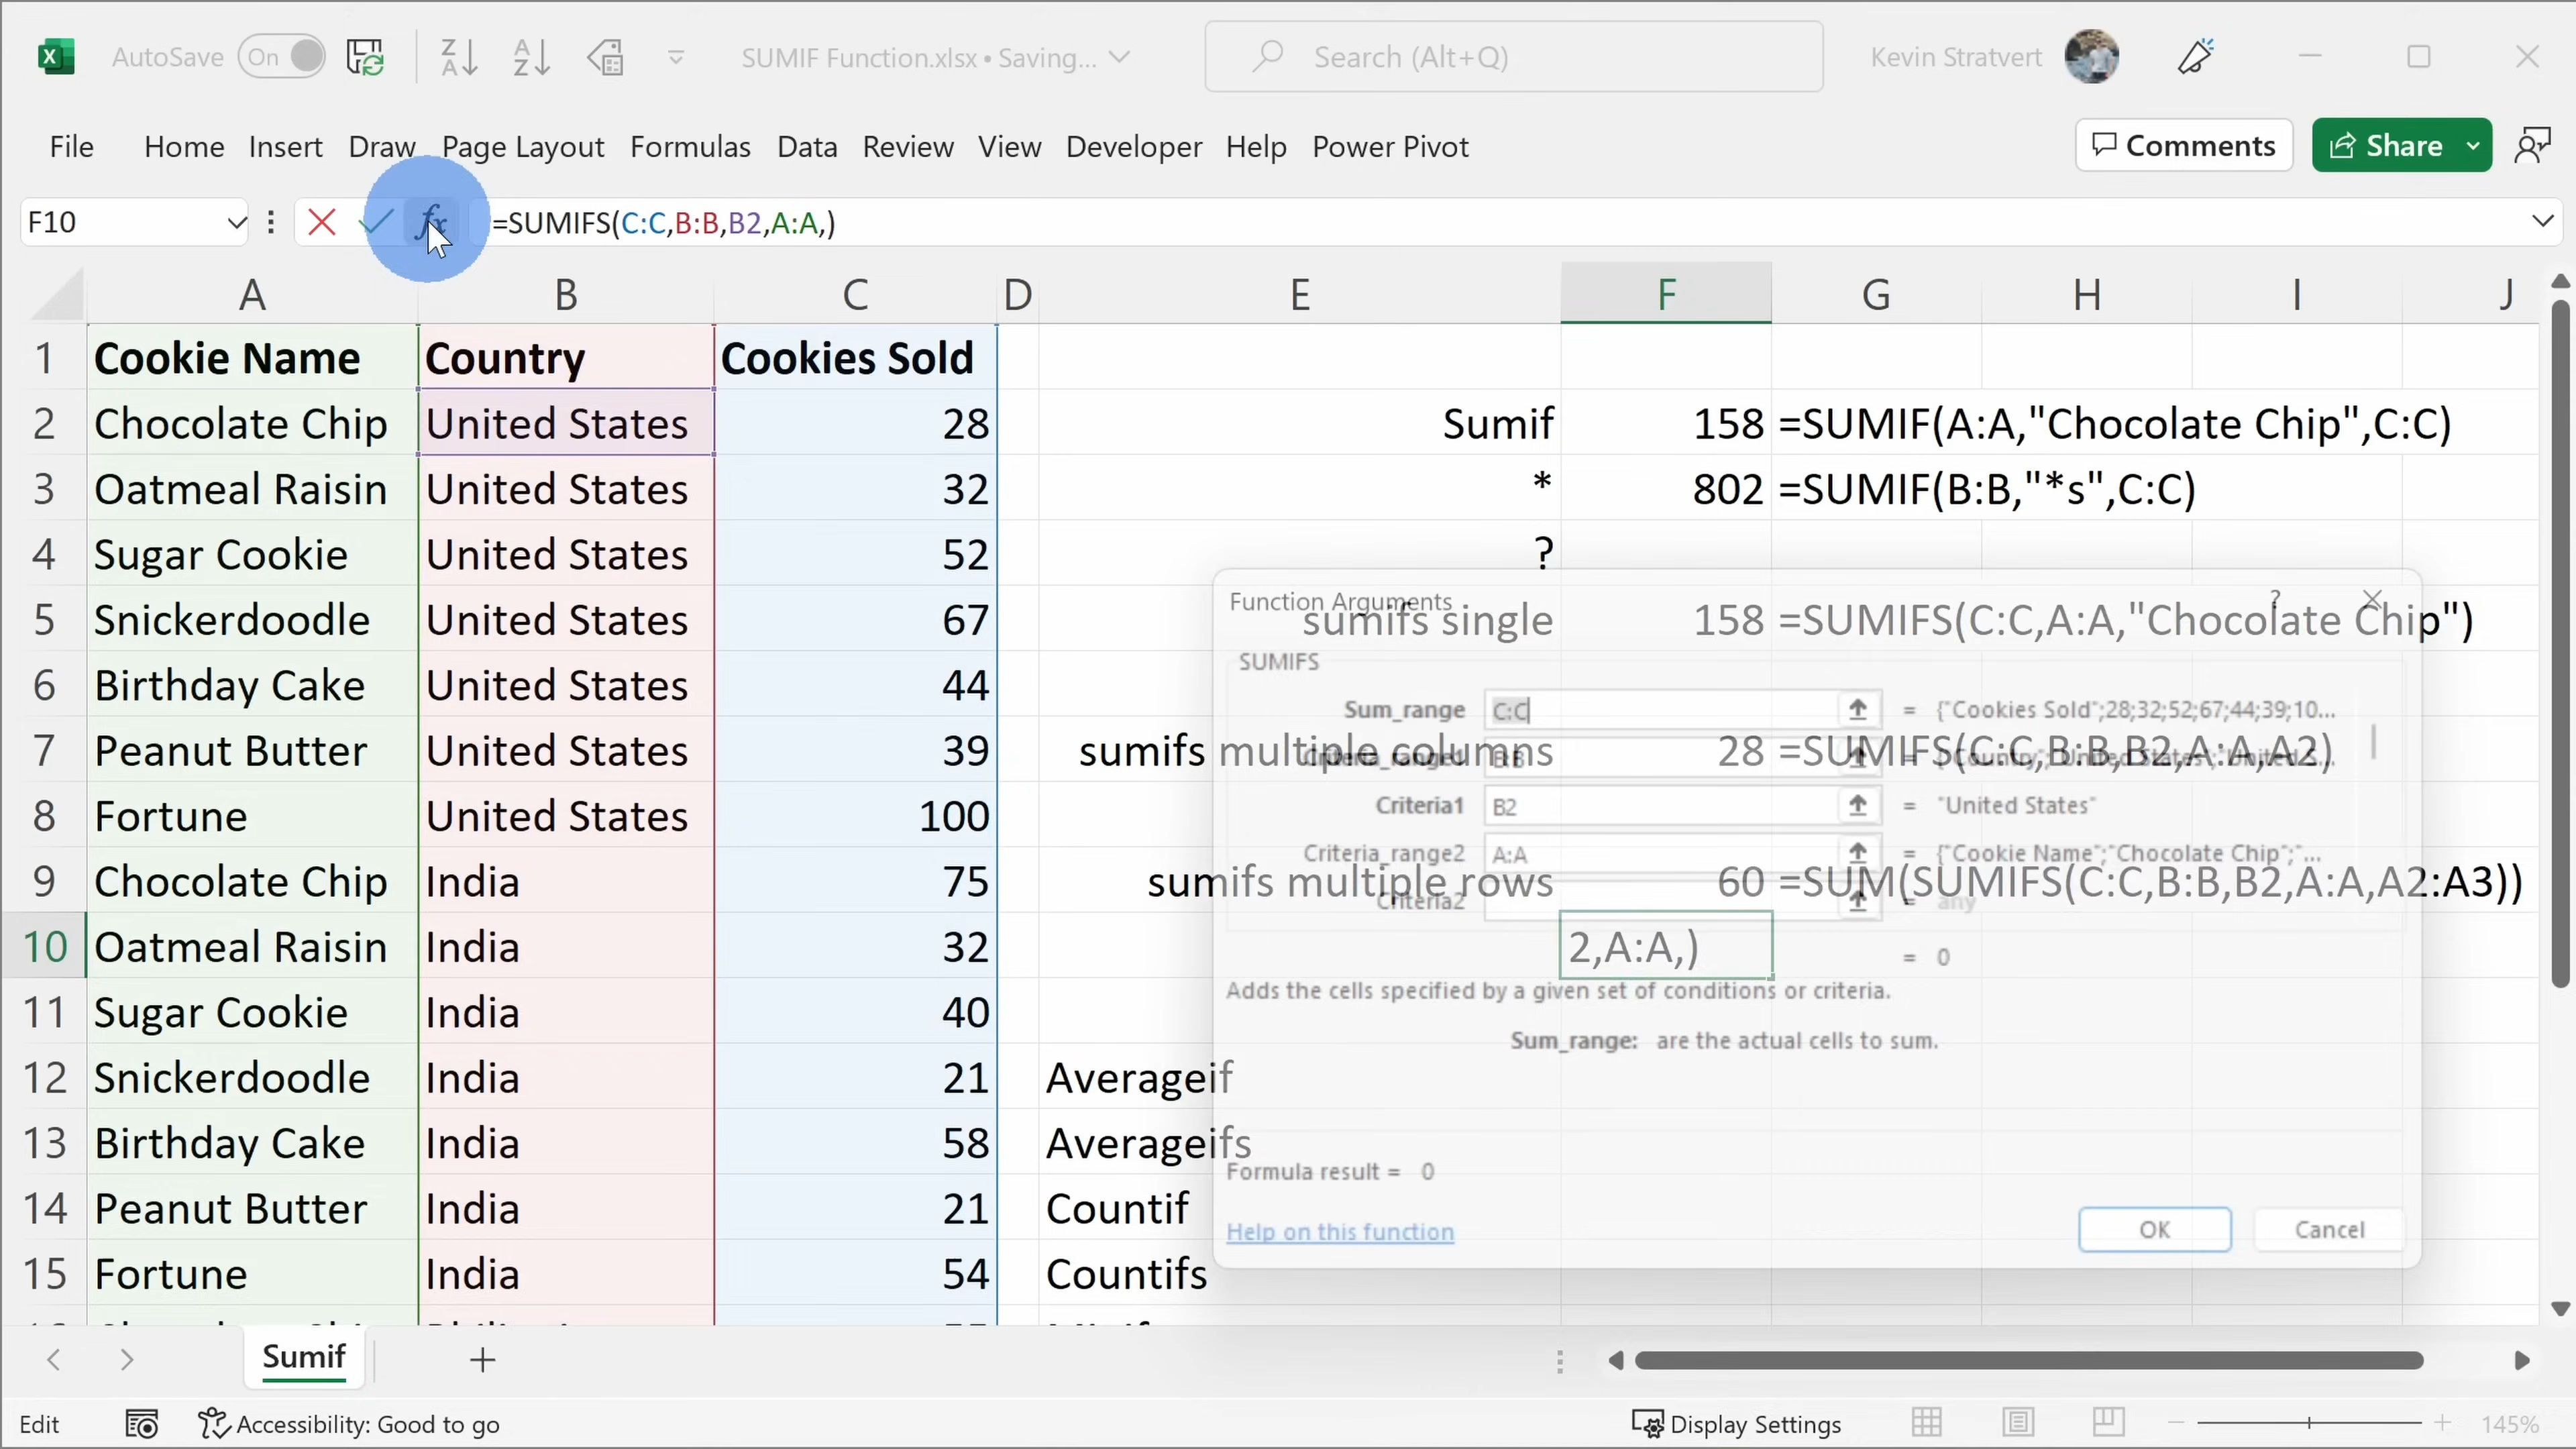 AutoSave On SUMIF Function.xlsx • Saving... Search (Alt+Q) Kevin Stratvert
File Home Insert Draw Page Layout Formulas Data Review View Developer Help Power Pivot Comments Share
F10 fx =SUMIFS(C:C,B:B,B2,A:A,)
A B C D E F G H I J
1 Cookie Name Country Cookies Sold
2 Chocolate Chip United States 28 Sumif 158 =SUMIF(A:A,"Chocolate Chip",C:C)
3 Oatmeal Raisin United States 32 * 802 =SUMIF(B:B,"*s",C:C)
4 Sugar Cookie United States 52 ?
Function Arguments ?
5 Snickerdoodle United States 67 sumifs single 158 =SUMIFS(C:C,A:A,"Chocolate Chip")
SUMIFS
6 Birthday Cake United States 44
Sum_range C:C = {"Cookies Sold";28;32;52;67;44;39;10...
7 Peanut Butter United States 39 sumifs multiple columns 28 =SUMIFS(C:C,B:B,B2,A:A,A2)
Criteria_range1 B:B
8 Fortune United States 100
Criteria1 B2 = "United States"
Criteria_range2 A:A = {"Cookie Name";"Chocolate Chip";"...
9 Chocolate Chip India 75 sumifs multiple rows 60 =SUM(SUMIFS(C:C,B:B,B2,A:A,A2:A3))
Criteria2 = any
10 Oatmeal Raisin India 32 2,A:A,)
= 0
Adds the cells specified by a given set of conditions or criteria.
11 Sugar Cookie India 40
Sum_range: are the actual cells to sum.
12 Snickerdoodle India 21 Averageif
13 Birthday Cake India 58 Averageifs
Formula result = 0
14 Peanut Butter India 21 Countif
Help on this function OK Cancel
15 Fortune India 54 Countifs
Sumif
Edit Accessibility: Good to go Display Settings 145%